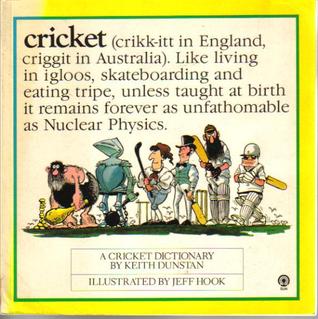 cricket (crikk-itt in England,
criggit in Australia). Like living
in igloos, skateboarding and
eating tripe, unless taught at birth
it remains forever as unfathomable
as Nuclear Physics.
A CRICKET DICTIONARY
BY KEITH DUNSTAN
ILLUSTRATED BY JEFF HOOK